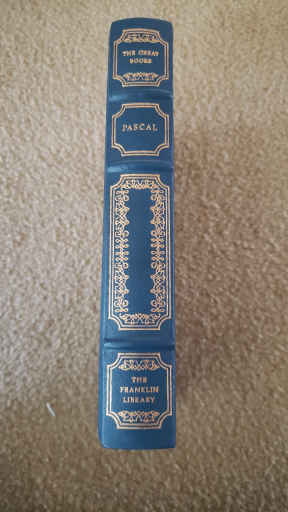 THE GREAT
BOOKS
PASCAL
THE
FRANKLIN
LIBRARY